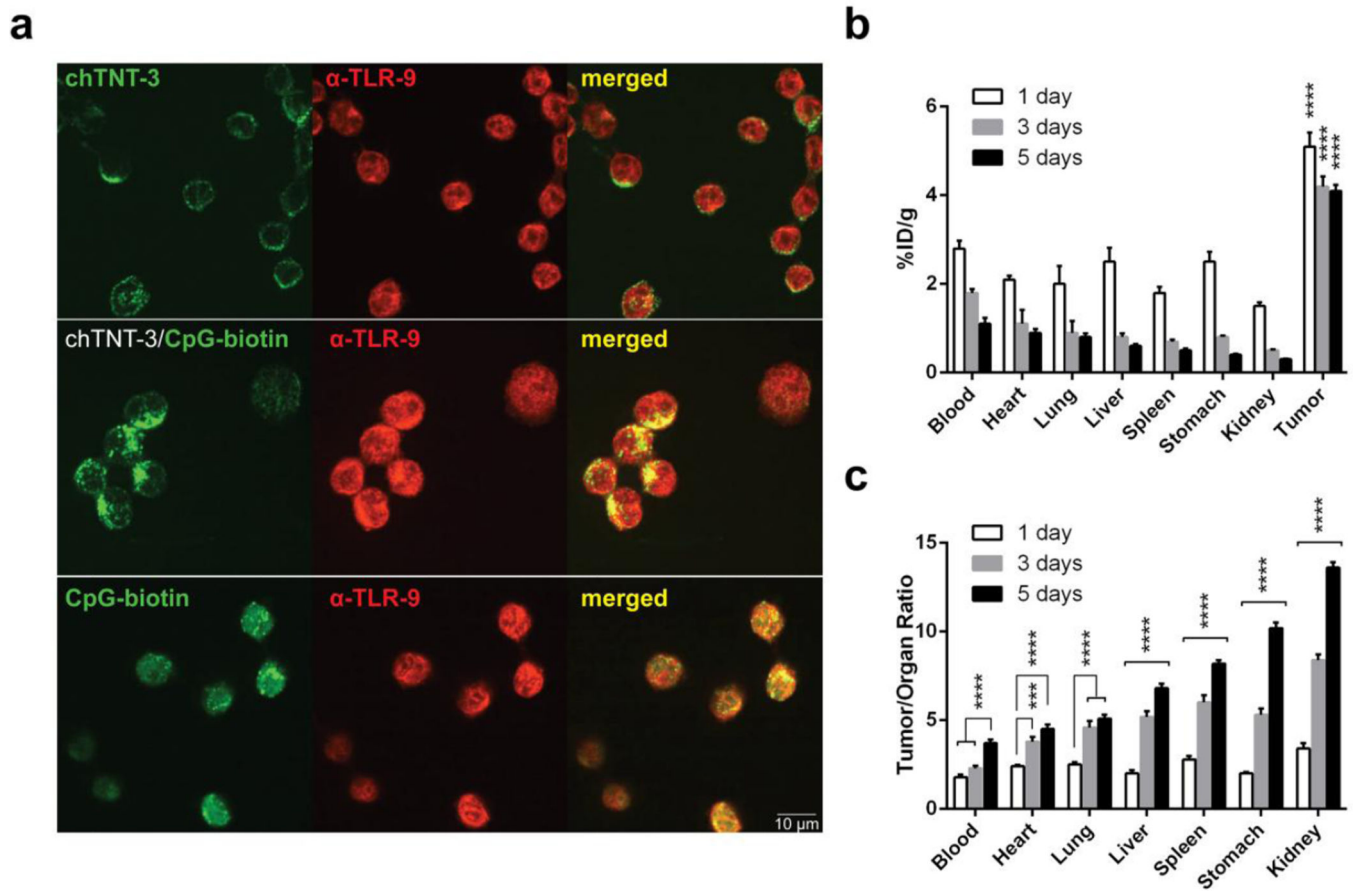 a
chTNT-3 α-TLR-9 merged
chTNT-3/CpG-biotin α-TLR-9 merged
CpG-biotin α-TLR-9 merged
10 µm
b
1 day
3 days
5 days
%ID/g
6
4
2
0
**** **** ****
Blood Heart Lung Liver Spleen Stomach Kidney Tumor
c
1 day
3 days
5 days
Tumor/Organ Ratio
15
10
5
0
**** *** **** **** **** **** **** ****
Blood Heart Lung Liver Spleen Stomach Kidney